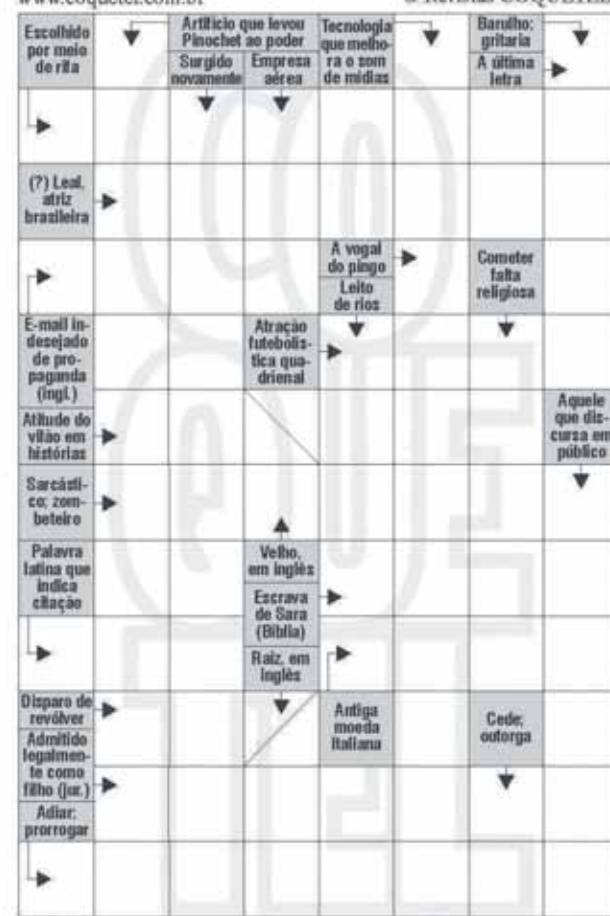 www.coquetel.com.br
© Revistas COQUETEL
Escolhido
por meio
de rifa
Artifício que levou
Pinochet ao poder
Surgido
novamente
Empresa
aérea
Tecnologia
que melho-
ra o som
de mídias
Barulho;
gritaria
A última
letra
(?) Leal,
atriz
brasileira
A vogal
do pingo
Leito
de rios
Cometer
falta
religiosa
E-mail in-
desejado
de pro-
paganda
(ingl.)
Atração
futebolís-
tica qua-
drienal
Atitude do
vilão em
histórias
Aquele
que dis-
cursa em
público
Sarcásti-
co; zom-
beteiro
Palavra
latina que
indica
citação
Velho,
em inglês
Escrava
de Sara
(Bíblia)
Raiz, em
inglês
Disparo de
revólver
Antiga
moeda
italiana
Cede;
outorga
Admitido
legalmen-
te como
filho (jur.)
Adiar;
prorrogar